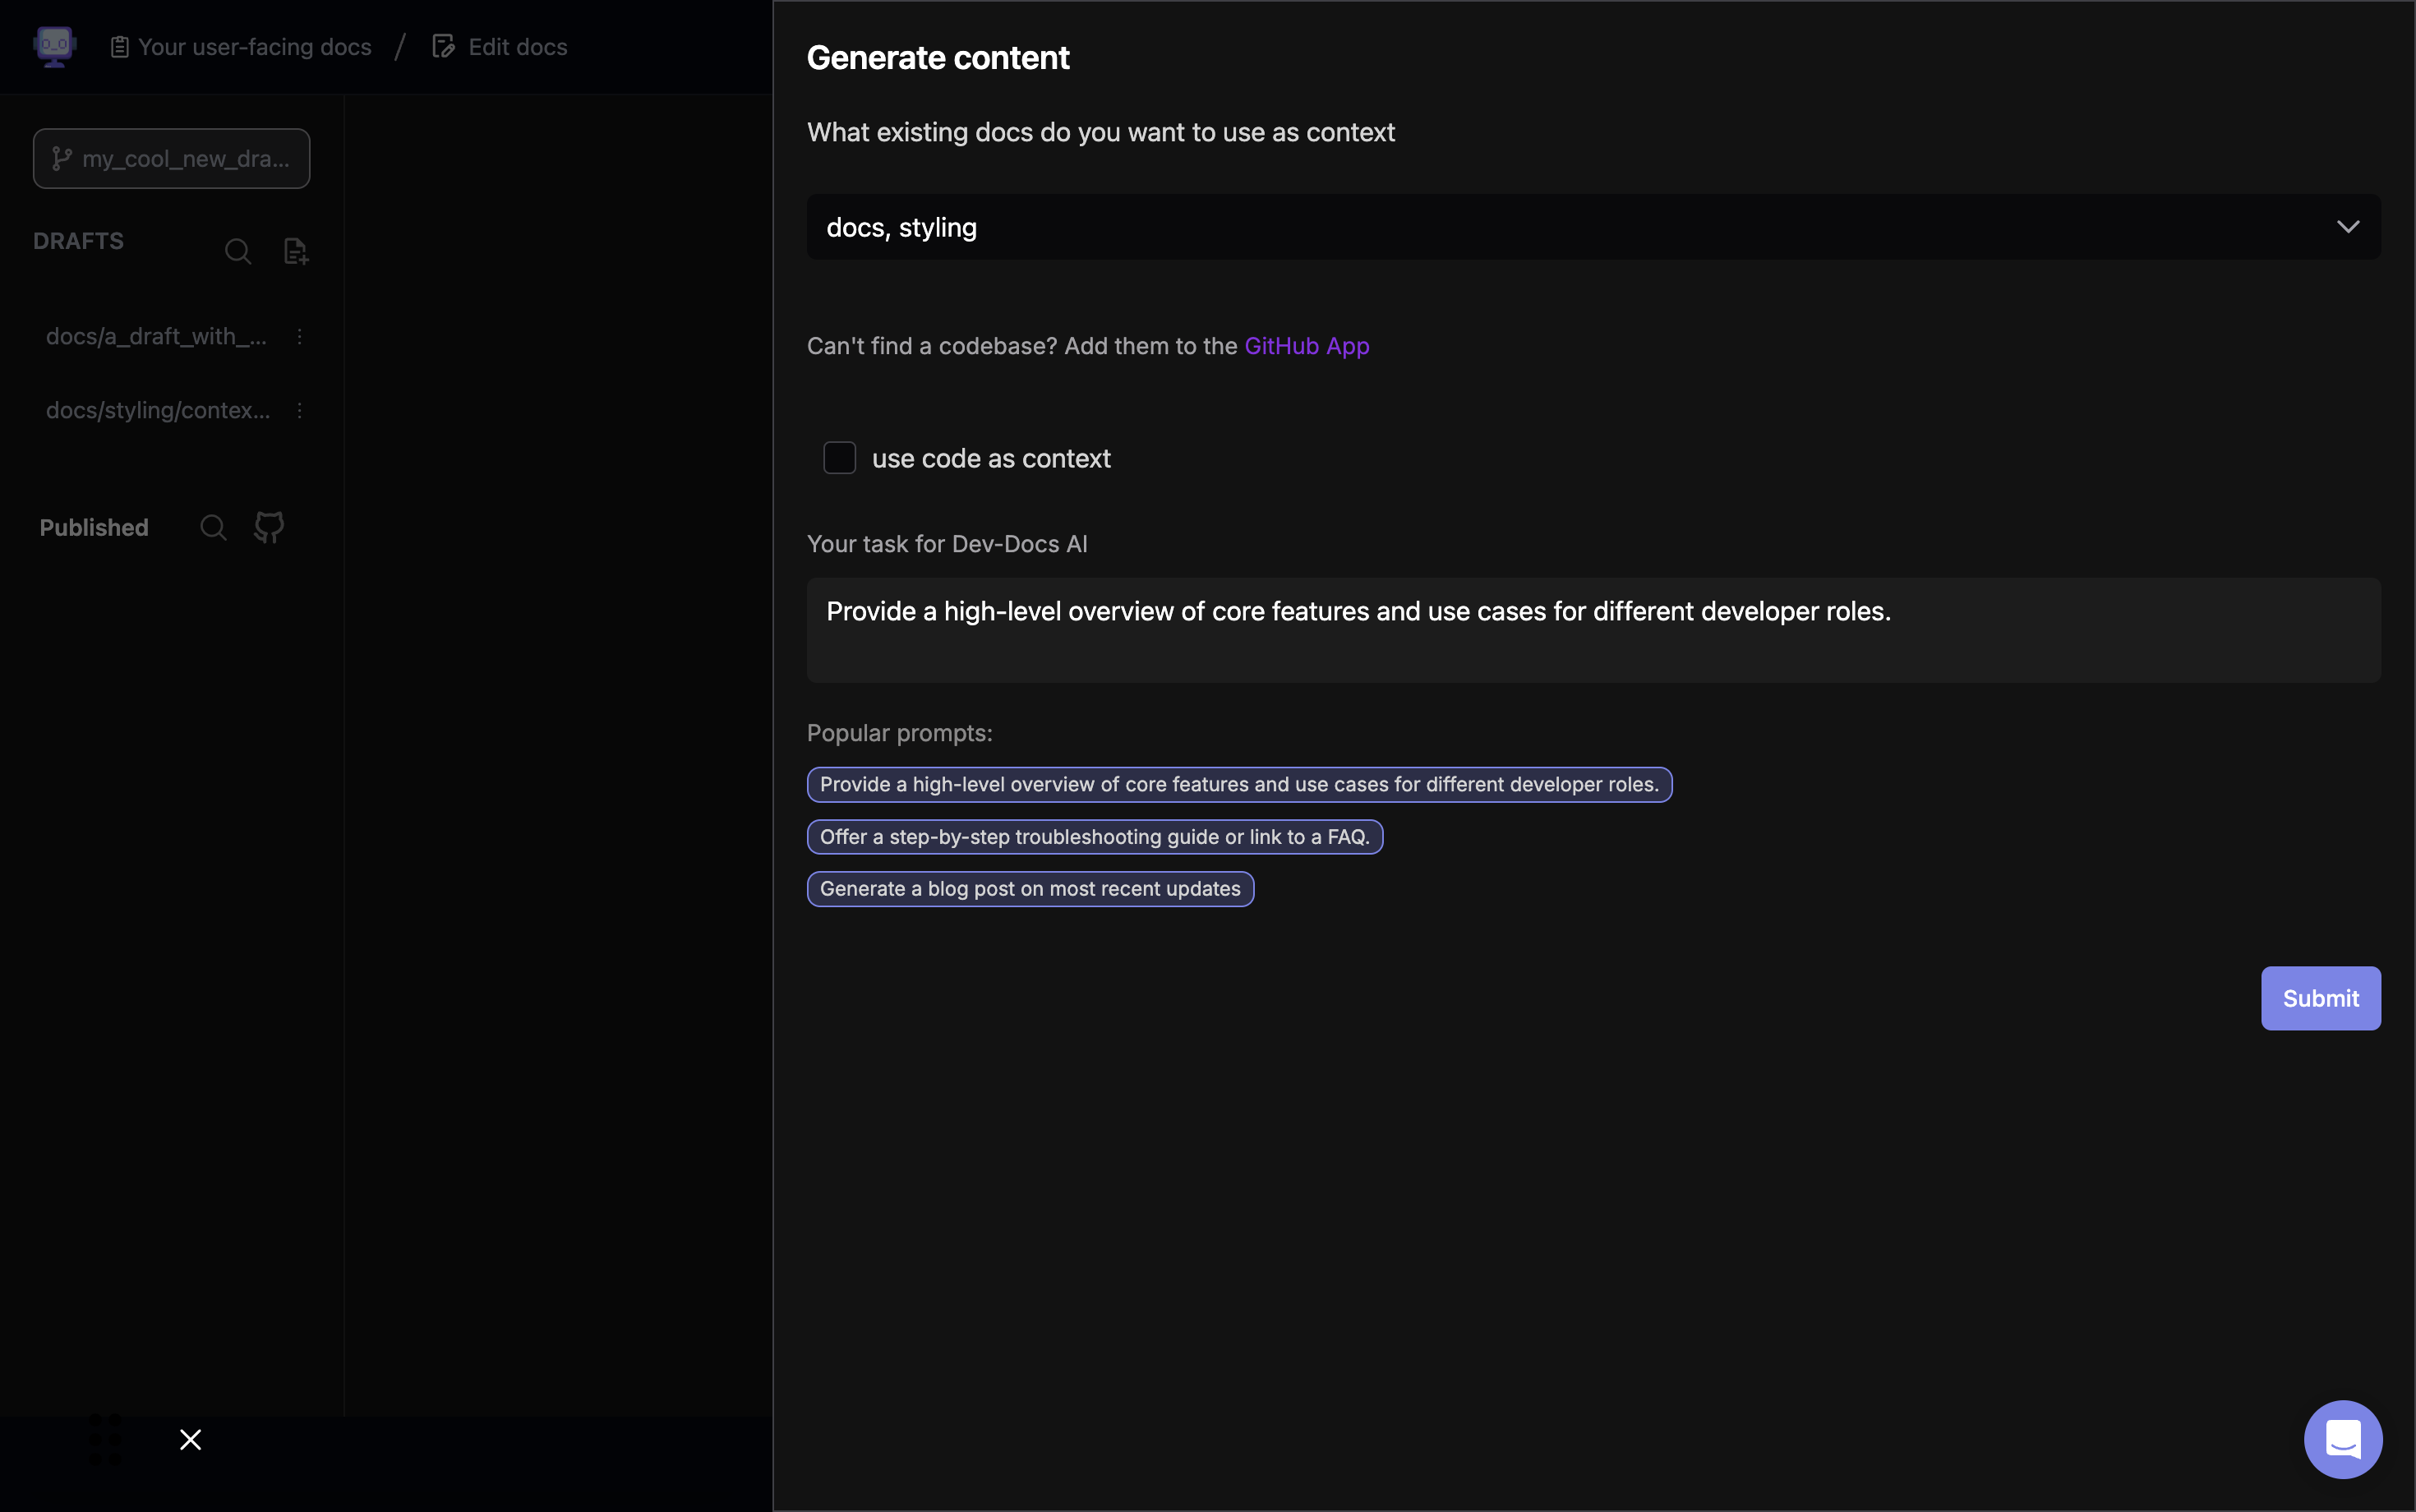 Your user-facing docs / Edit docs
my_cool_new_dra...
DRAFTS
docs/a_draft_with_...
docs/styling/contex...
Published
Generate content
What existing docs do you want to use as context
docs, styling
Can't find a codebase? Add them to the GitHub App
use code as context
Your task for Dev-Docs AI
Provide a high-level overview of core features and use cases for different developer roles.
Popular prompts:
Provide a high-level overview of core features and use cases for different developer roles.
Offer a step-by-step troubleshooting guide or link to a FAQ.
Generate a blog post on most recent updates
Submit